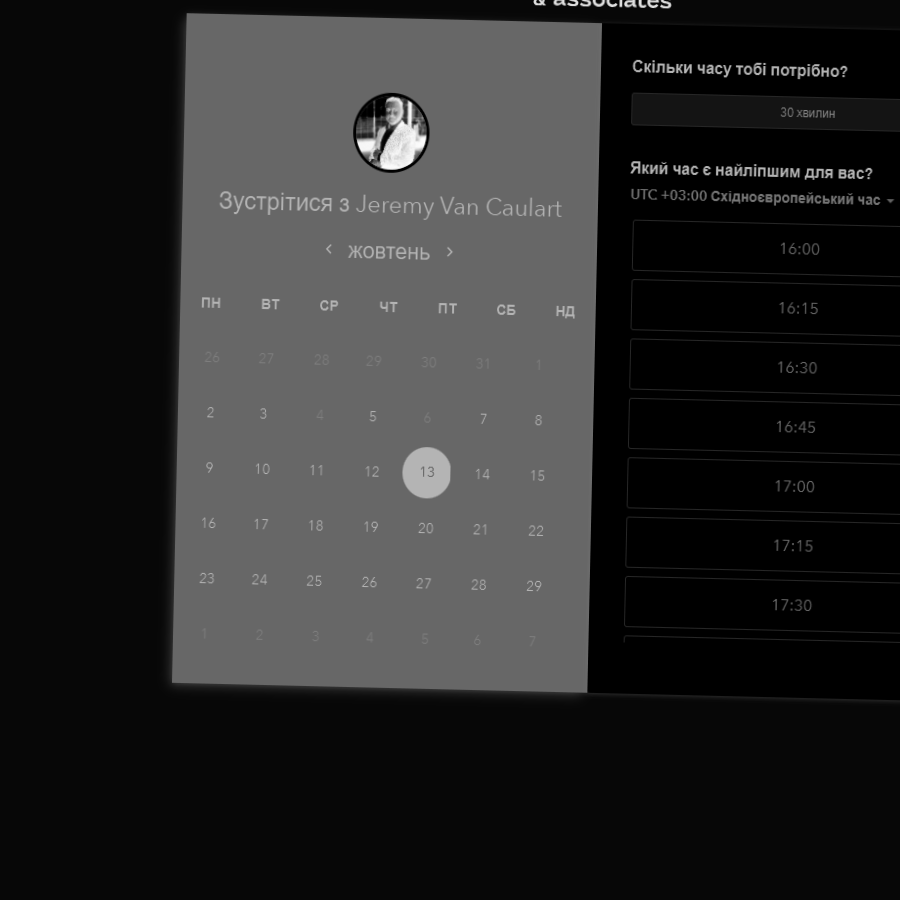 & associates
Зустрітися з Jeremy Van Caulart
жовтень
ПН ВТ СР ЧТ ПТ СБ НД
26 27 28 29 30 31 1
2 3 4 5 6 7 8
9 10 11 12 13 14 15
16 17 18 19 20 21 22
23 24 25 26 27 28 29
1 2 3 4 5 6 7
Скільки часу тобі потрібно?
30 хвилин
Який час є найліпшим для вас?
UTC +03:00 Східноєвропейський час
16:00
16:15
16:30
16:45
17:00
17:15
17:30